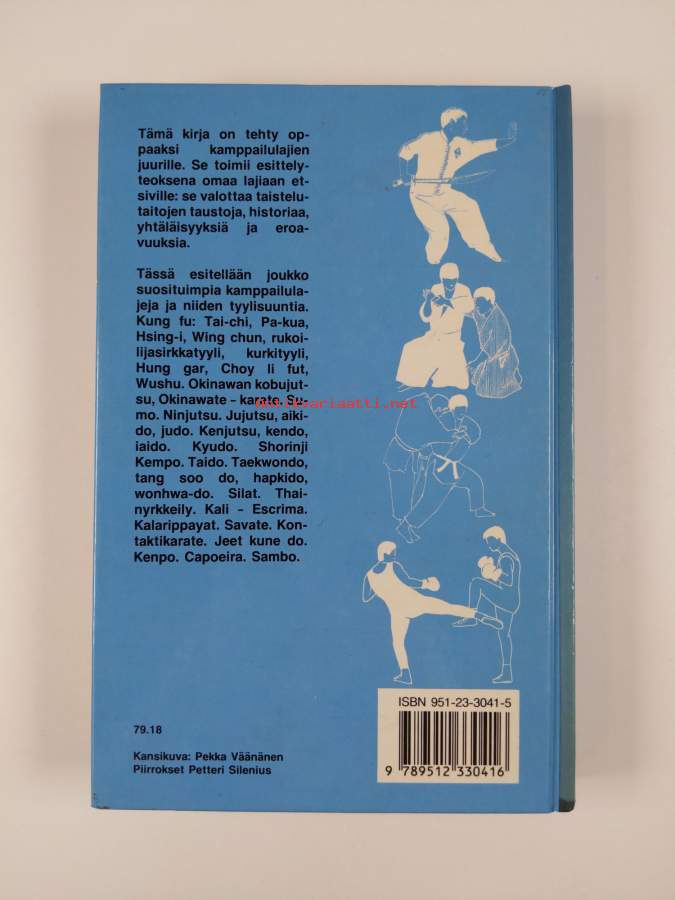 Tämä kirja on tehty op-
paaksi kamppailulajien
juurille. Se toimii esittely-
teoksena omaa lajiaan et-
siville: se valottaa taistelu-
taitojen taustoja, historiaa,
yhtäläisyyksiä ja eroa-
vuuksia.
Tässä esitellään joukko
suosituimpia kamppailula-
jeja ja niiden tyylisuuntia.
Kung fu: Tai-chi, Pa-kua,
Hsing-i, Wing chun, rukoi-
lijasirkkatyyli, kurkityyli,
Hung gar, Choy li fut,
Wushu. Okinawan kobujut-
su, Okinawate – karate. Su-
mo. Ninjutsu. Jujutsu, aiki-
do, judo. Kenjutsu, kendo,
iaido. Kyudo. Shorinji
Kempo. Taido. Taekwondo,
tang soo do, hapkido,
wonhwa-do. Silat. Thai-
nyrkkeily. Kali – Escrima.
Kalarippayat. Savate. Kon-
taktikarate. Jeet kune do.
Kenpo. Capoeira. Sambo.
antikvariaatti.net
79.18
Kansikuva: Pekka Väänänen
Piirrokset Petteri Silenius
ISBN 951-23-3041-5
9 789512 330416